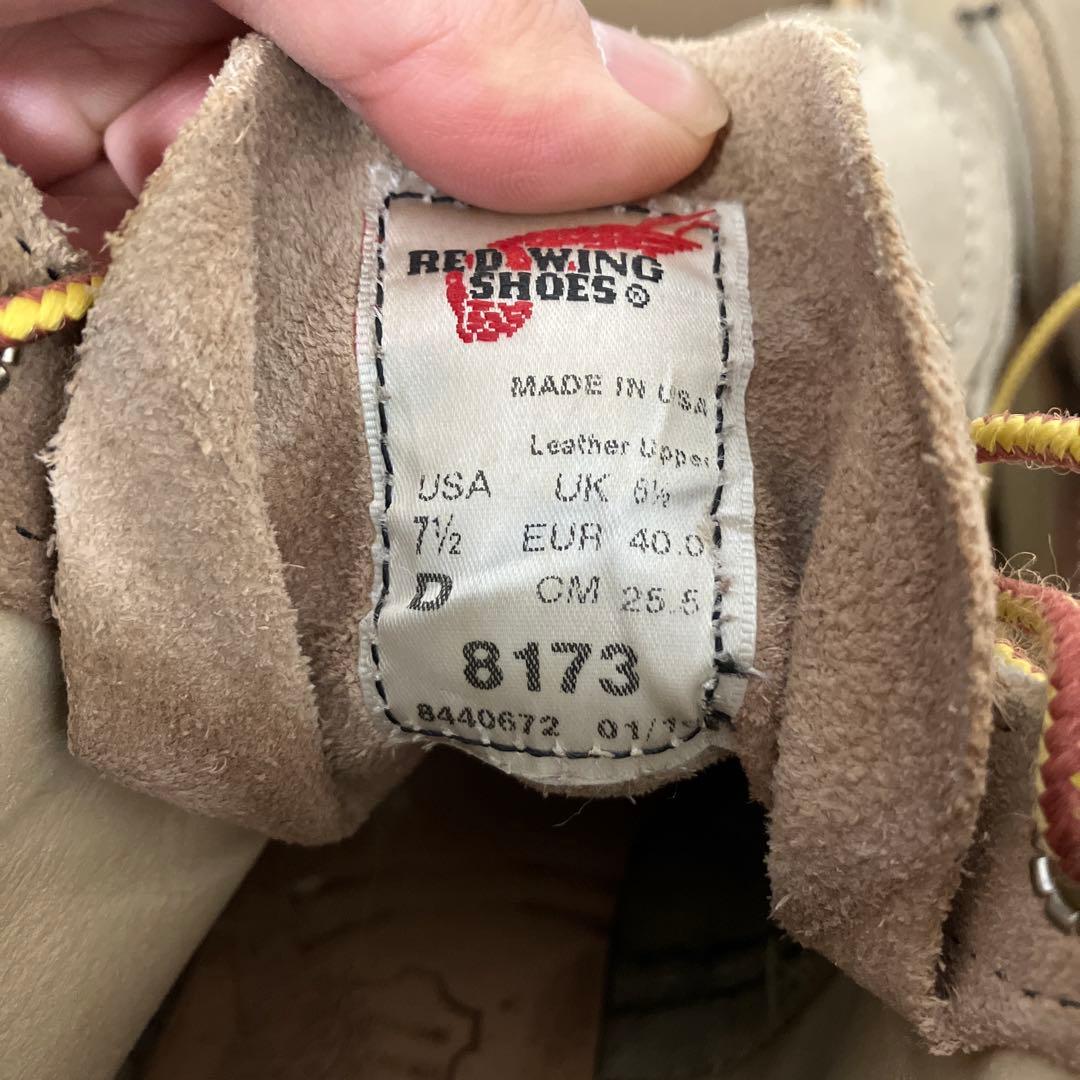 RED WING
SHOES ®
MADE IN USA
Leather Upper
USA UK 6½
7½ EUR 40.0
D CM 25.5
8173
8440672